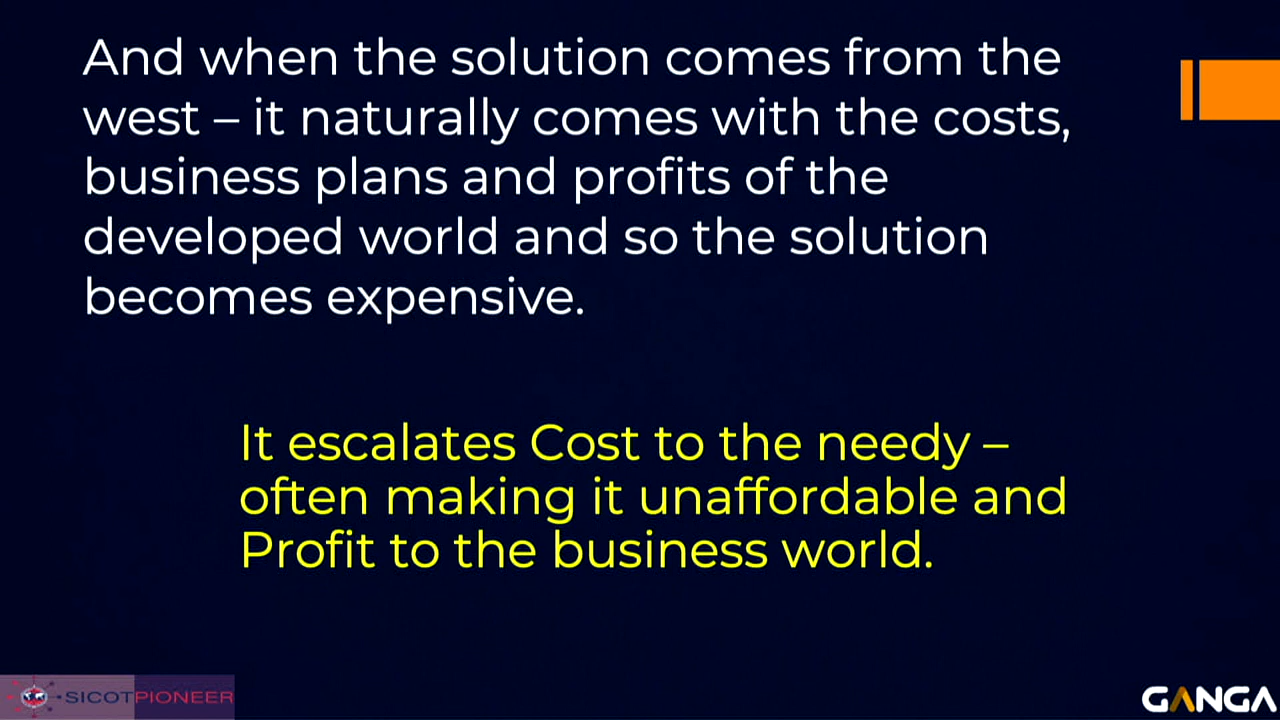 And when the solution comes from the
west – it naturally comes with the costs,
business plans and profits of the
developed world and so the solution
becomes expensive.
It escalates Cost to the needy –
often making it unaffordable and
Profit to the business world.
SICOTPIONEER
GANGA